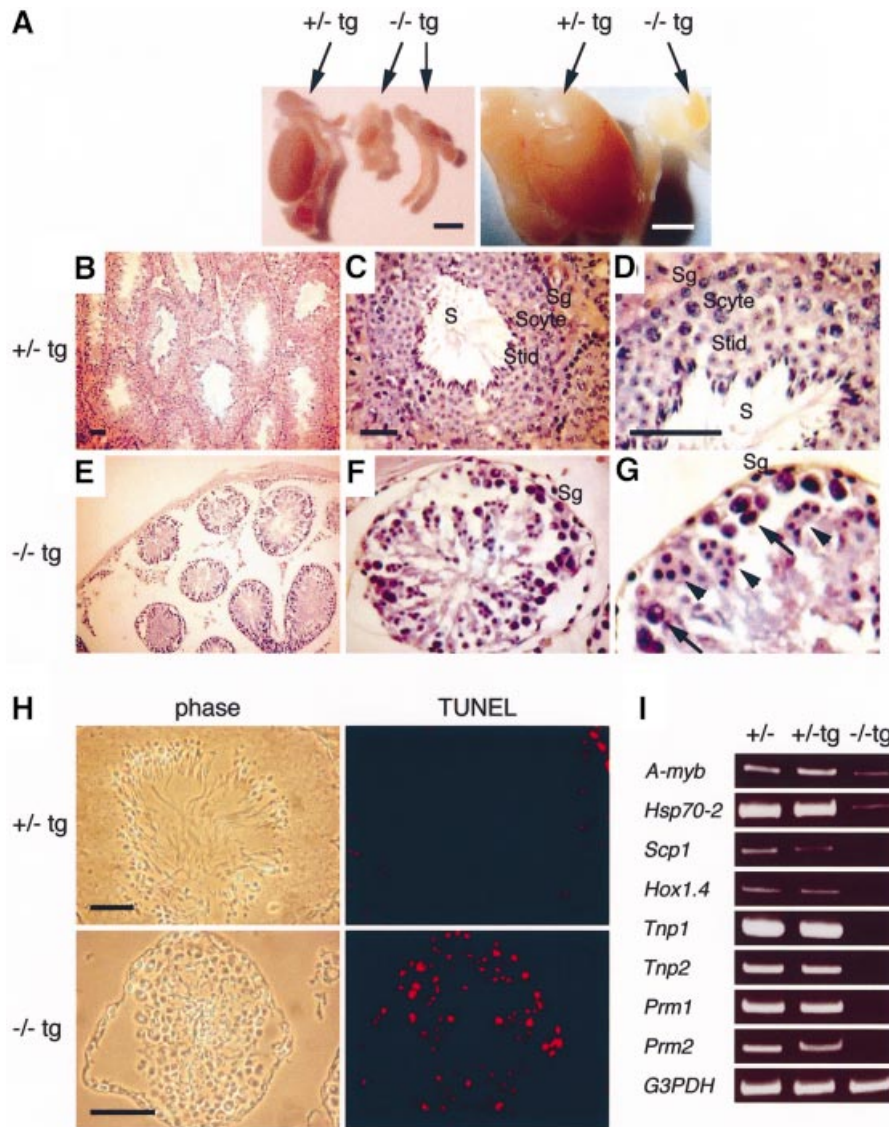 A
+/- tg
-/- tg
+/- tg
-/- tg
B
C
Sg
Scyte
S
Stid
D
Sg
Scyte
Stid
S
+/- tg
E
F
Sg
G
Sg
-/- tg
H
phase
TUNEL
+/- tg
-/- tg
I
+/-
+/-tg
-/-tg
A-myb
Hsp70-2
Scp1
Hox1.4
Tnp1
Tnp2
Prm1
Prm2
G3PDH